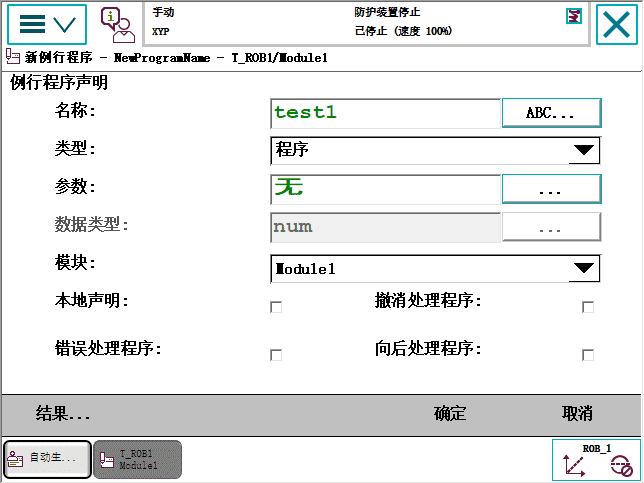 手动
防护装置停止
XYP
已停止 (速度 100%)
新例行程序 - NewProgramName - T_ROB1/Module1
例行程序声明
名称:
test1
ABC...
类型:
程序
参数:
无
...
数据类型:
num
...
模块:
Module1
本地声明:
撤消处理程序:
错误处理程序:
向后处理程序:
结果...
确定
取消
自动生...
T_ROB1
Module1
ROB_1